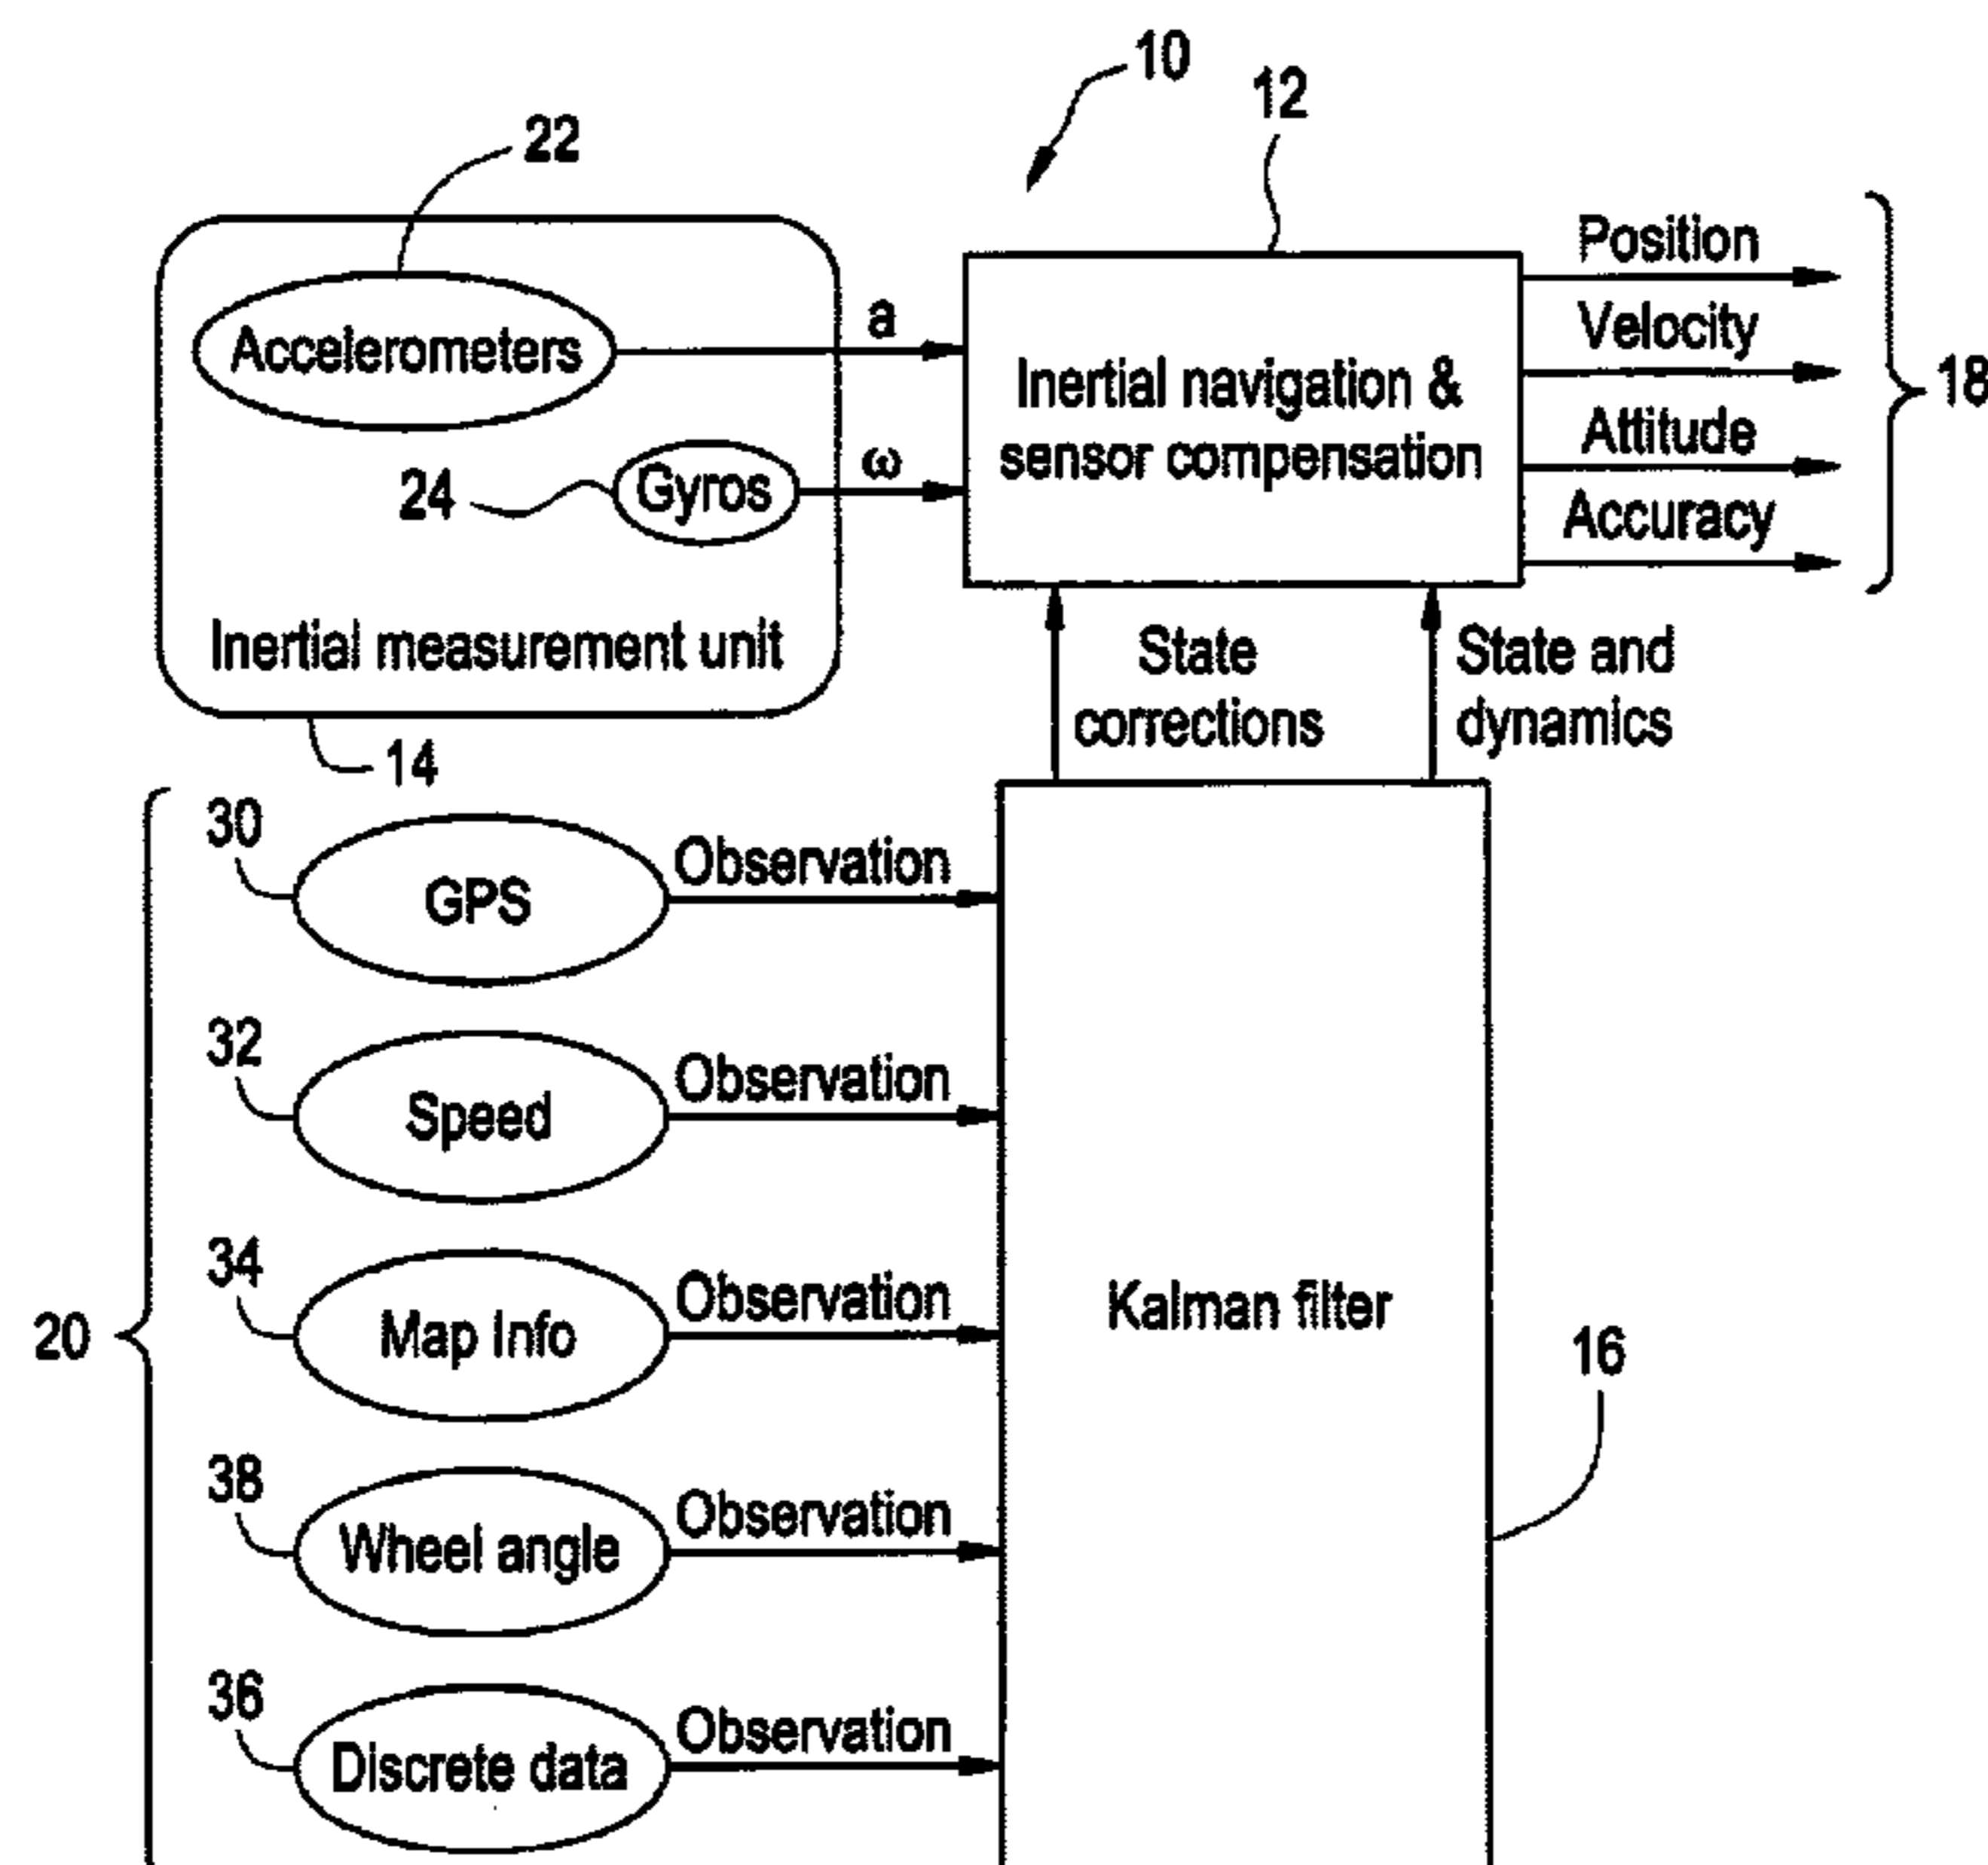 10
12
22
Accelerometers
a
24
Gyros
ω
Inertial measurement unit
14
Inertial navigation &
sensor compensation
Position
Velocity
Attitude
Accuracy
18
State
corrections
State and
dynamics
20
30
GPS
Observation
32
Speed
Observation
34
Map Info
Observation
38
Wheel angle
Observation
36
Discrete data
Observation
Kalman filter
16